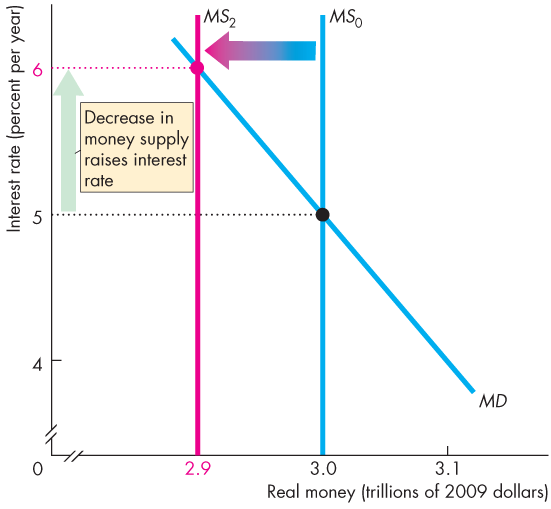 Interest rate (percent per year)
MS₂
MS₀
6
Decrease in
money supply
raises interest
rate
5
4
MD
0
2.9
3.0
3.1
Real money (trillions of 2009 dollars)